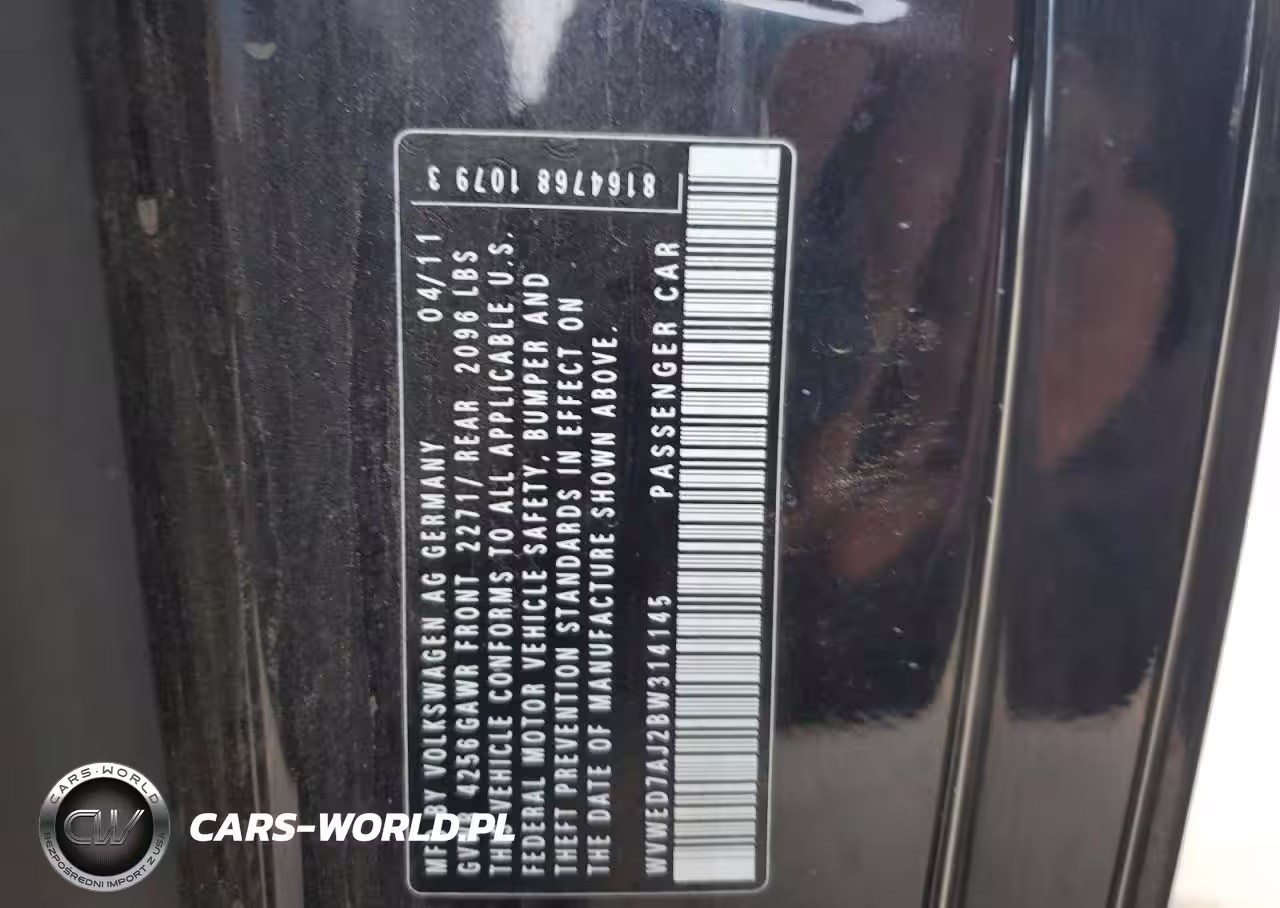 MFD BY VOLKSWAGEN AG GERMANY 04/11
GVWR 4256GAWR FRONT 2271/ REAR 2096 LBS
THIS VEHICLE CONFORMS TO ALL APPLICABLE U.S.
FEDERAL MOTOR VEHICLE SAFETY, BUMPER AND
THEFT PREVENTION STANDARDS IN EFFECT ON
THE DATE OF MANUFACTURE SHOWN ABOVE.
WVWED7AJ2BW314145 PASSENGER CAR
8164768 1079 3
CARS-WORLD
CW
BEZPOŚREDNI IMPORT Z USA
CARS-WORLD.PL